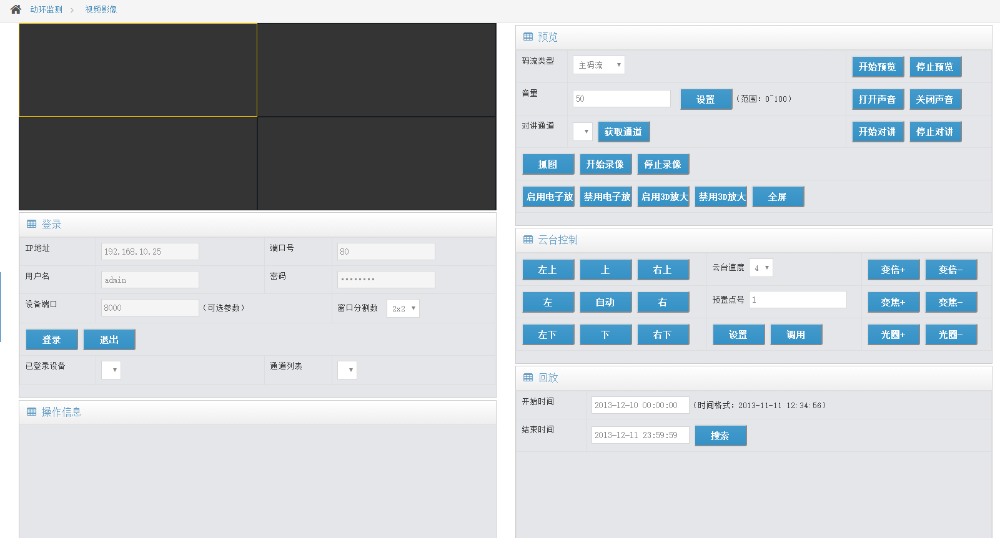 动环监测 > 视频影像
登录
IP地址 192.168.10.25 端口号 80
用户名 admin 密码 ••••••••
设备端口 8000 (可选参数) 窗口分割数 2x2
登录 退出
已登录设备 通道列表
操作信息
预览
码流类型 主码流 开始预览 停止预览
音量 50 设置 (范围：0~100) 打开声音 关闭声音
对讲通道 获取通道 开始对讲 停止对讲
抓图 开始录像 停止录像
启用电子放 禁用电子放 启用3D放大 禁用3D放大 全屏
云台控制
左上 上 右上 云台速度 4 变倍+ 变倍-
左 自动 右 预置点号 1 变焦+ 变焦-
左下 下 右下 设置 调用 光圈+ 光圈-
回放
开始时间 2013-12-10 00:00:00 (时间格式：2013-11-11 12:34:56)
结束时间 2013-12-11 23:59:59 搜索